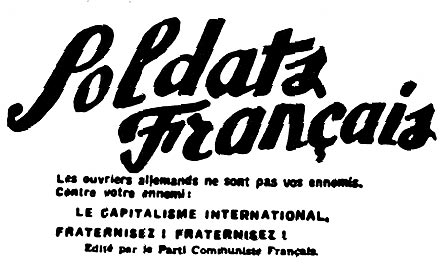 Soldats
Français
Les ouvriers allemands ne sont pas vos ennemis.
Contre votre ennemi:
LE CAPITALISME INTERNATIONAL,
FRATERNISEZ ! FRATERNISEZ !
Edité par le Parti Communiste Français.